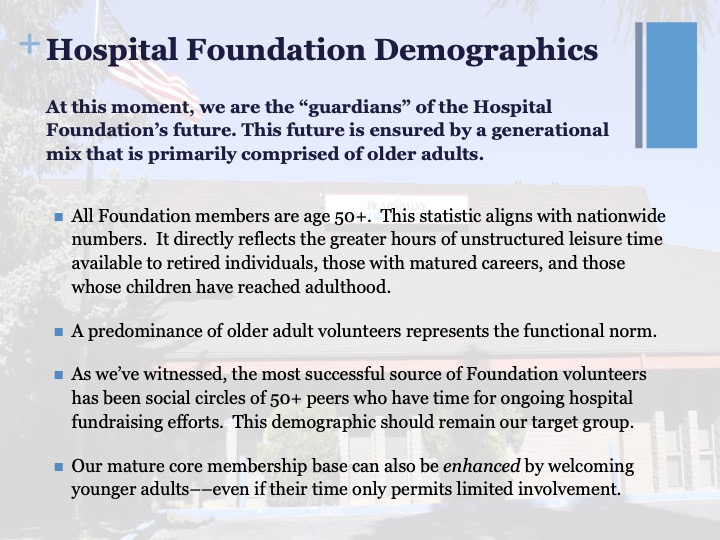 + Hospital Foundation Demographics
At this moment, we are the “guardians” of the Hospital
Foundation’s future. This future is ensured by a generational
mix that is primarily comprised of older adults.
■ All Foundation members are age 50+.  This statistic aligns with nationwide
numbers.  It directly reflects the greater hours of unstructured leisure time
available to retired individuals, those with matured careers, and those
whose children have reached adulthood.
■ A predominance of older adult volunteers represents the functional norm.
■ As we’ve witnessed, the most successful source of Foundation volunteers
has been social circles of 50+ peers who have time for ongoing hospital
fundraising efforts.  This demographic should remain our target group.
■ Our mature core membership base can also be enhanced by welcoming
younger adults––even if their time only permits limited involvement.